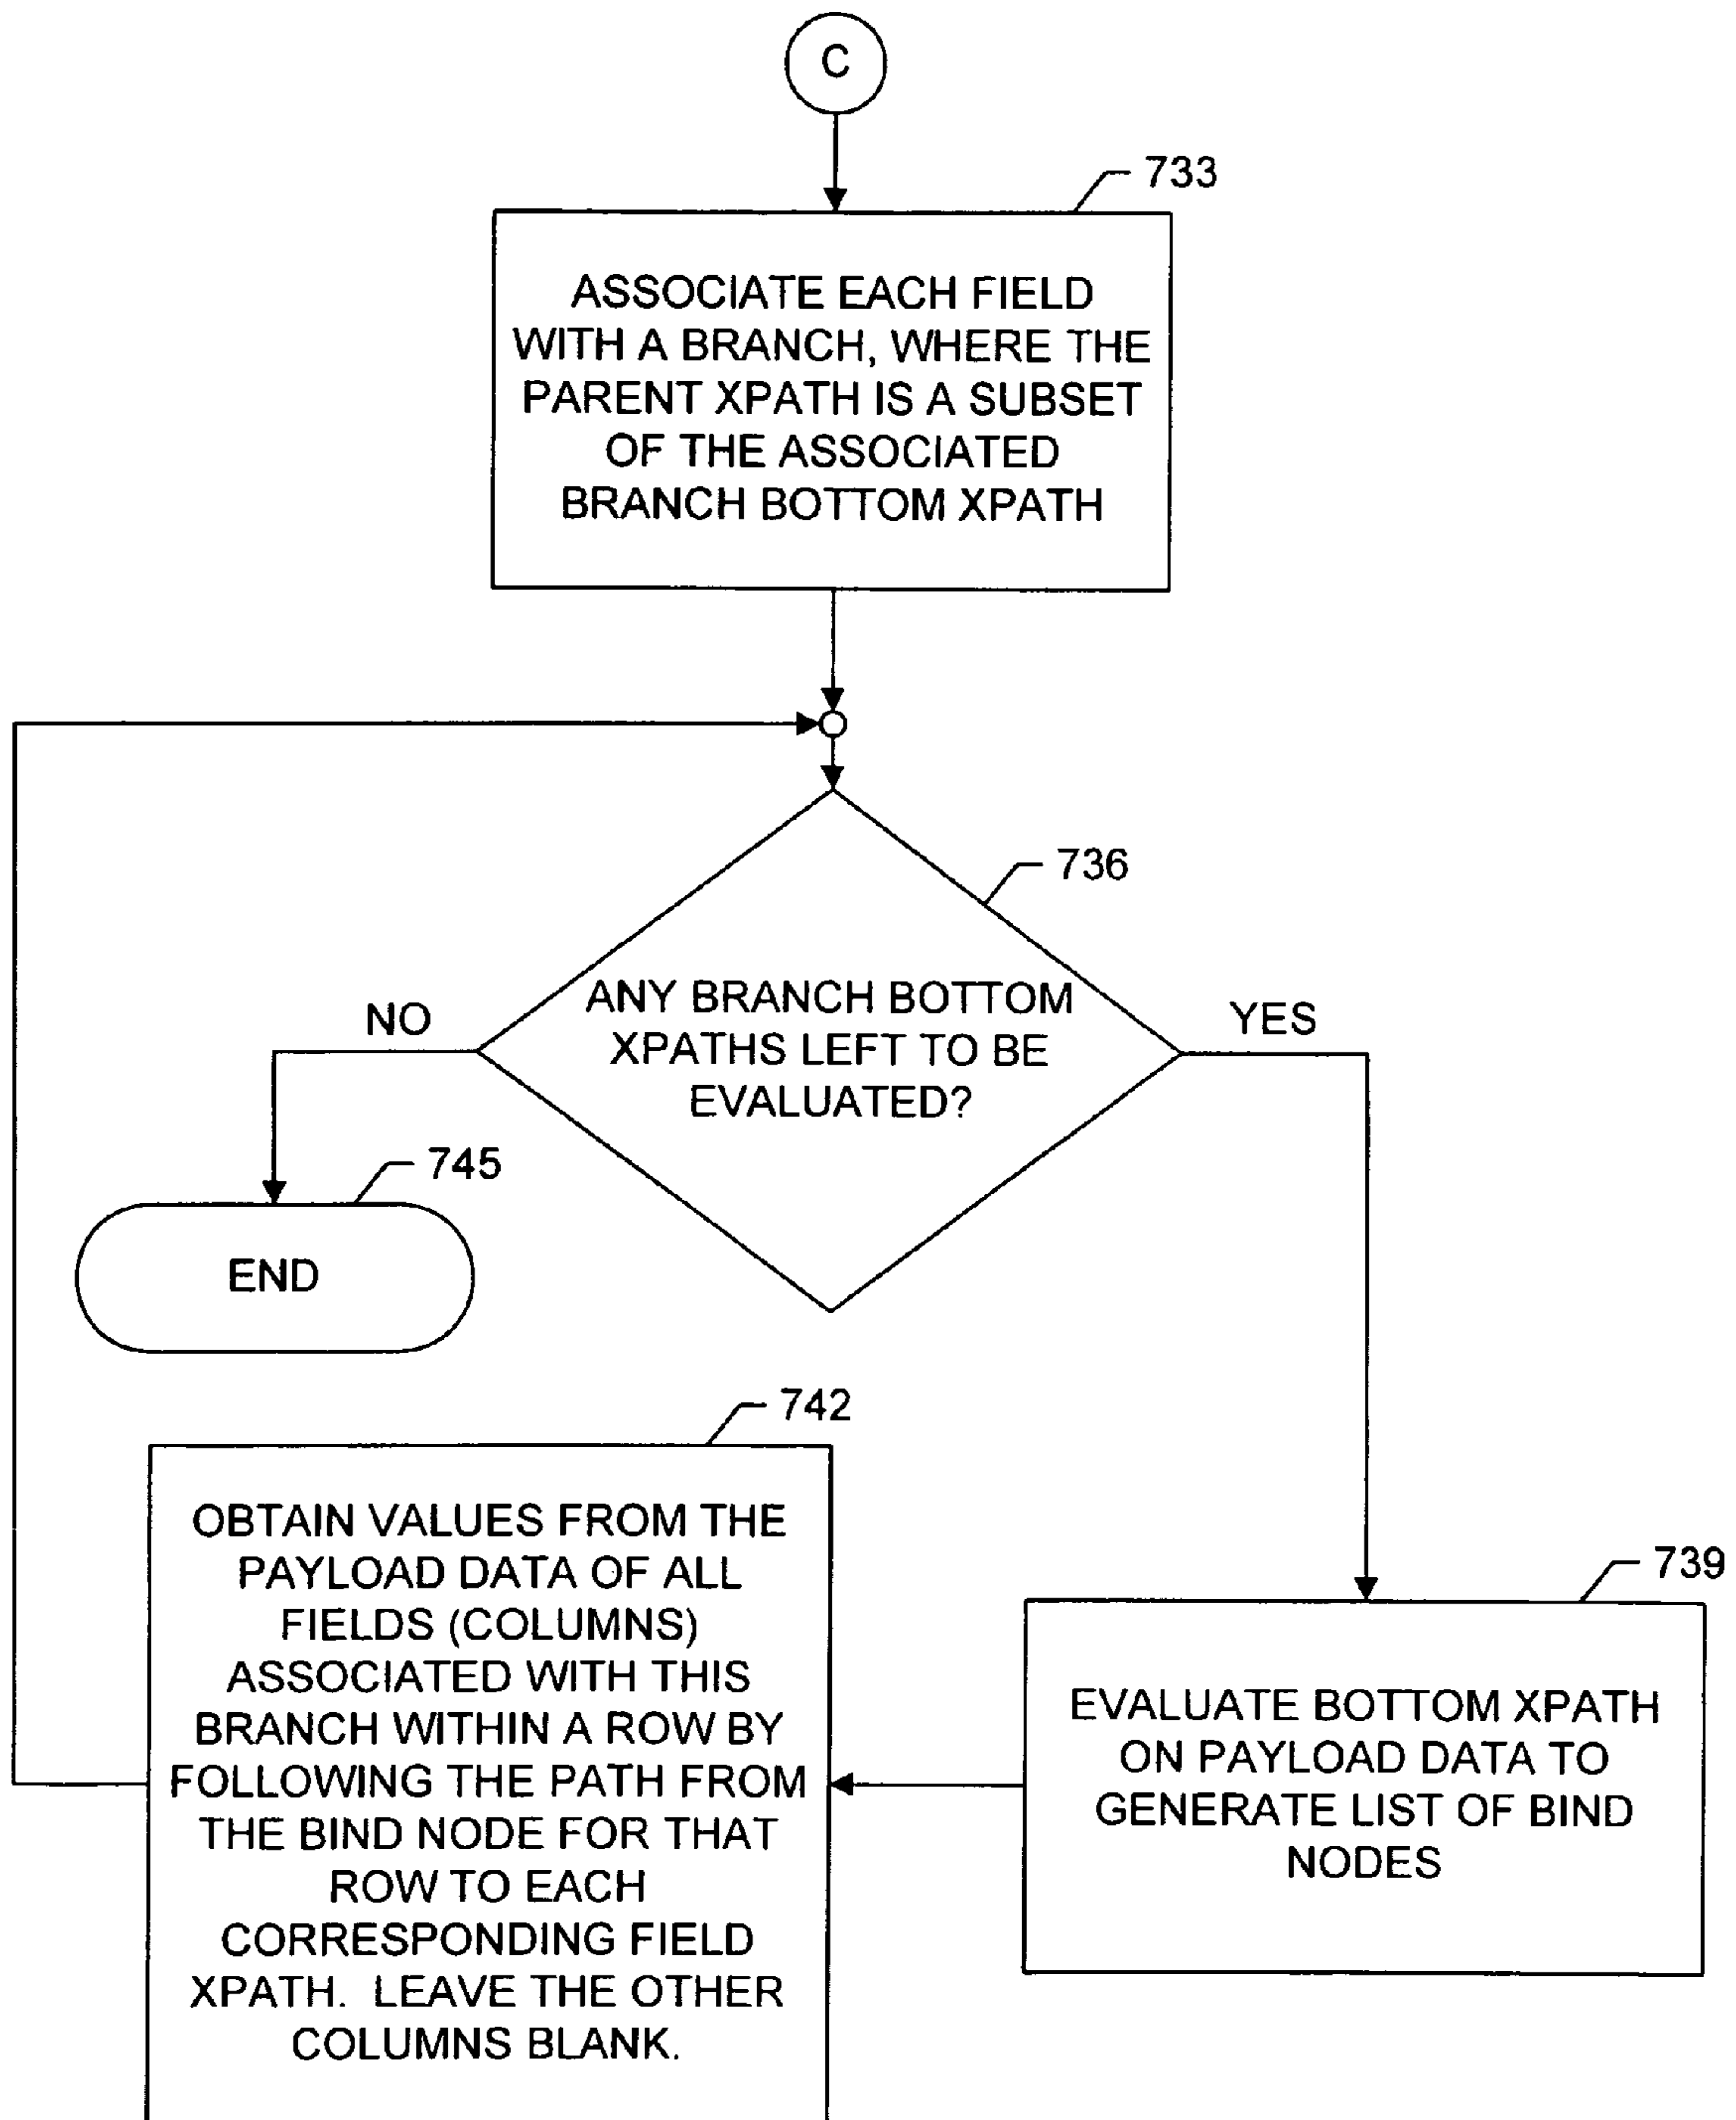 C
733
ASSOCIATE EACH FIELD
WITH A BRANCH, WHERE THE
PARENT XPATH IS A SUBSET
OF THE ASSOCIATED
BRANCH BOTTOM XPATH
736
ANY BRANCH BOTTOM
XPATHS LEFT TO BE
EVALUATED?
NO
YES
745
END
742
OBTAIN VALUES FROM THE
PAYLOAD DATA OF ALL
FIELDS (COLUMNS)
ASSOCIATED WITH THIS
BRANCH WITHIN A ROW BY
FOLLOWING THE PATH FROM
THE BIND NODE FOR THAT
ROW TO EACH
CORRESPONDING FIELD
XPATH. LEAVE THE OTHER
COLUMNS BLANK.
739
EVALUATE BOTTOM XPATH
ON PAYLOAD DATA TO
GENERATE LIST OF BIND
NODES